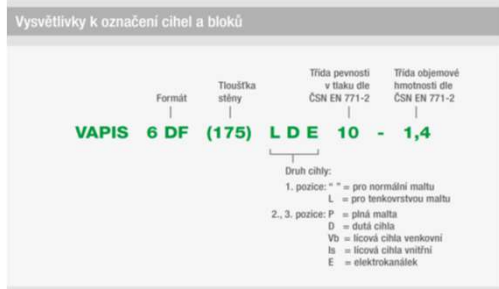 Vysvětlivky k označení cihel a bloků
Formát
Tloušťka
stěny
Třída pevnosti
v tlaku dle
ČSN EN 771-2
Třída objemové
hmotnosti dle
ČSN EN 771-2
VAPIS 6 DF (175) L D E 10 - 1,4
Druh cihly:
1. pozice: " " = pro normální maltu
L = pro tenkovrstvou maltu
2., 3. pozice: P = plná malta
D = dutá cihla
Vb = lícová cihla venkovní
Is = lícová cihla vnitřní
E = elektrokanálek